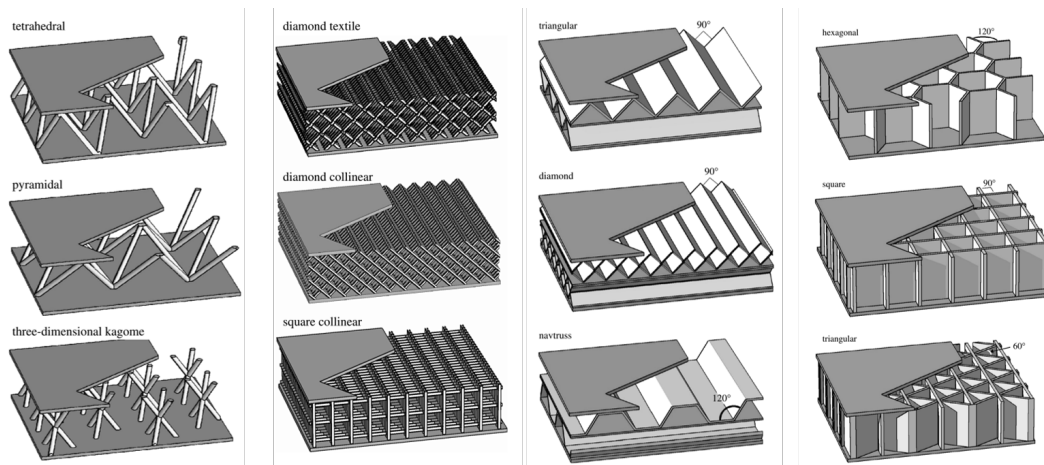 tetrahedral
pyramidal
three-dimensional kagome
diamond textile
diamond collinear
square collinear
triangular
90°
diamond
90°
navtruss
120°
hexagonal
120°
square
90°
triangular
60°